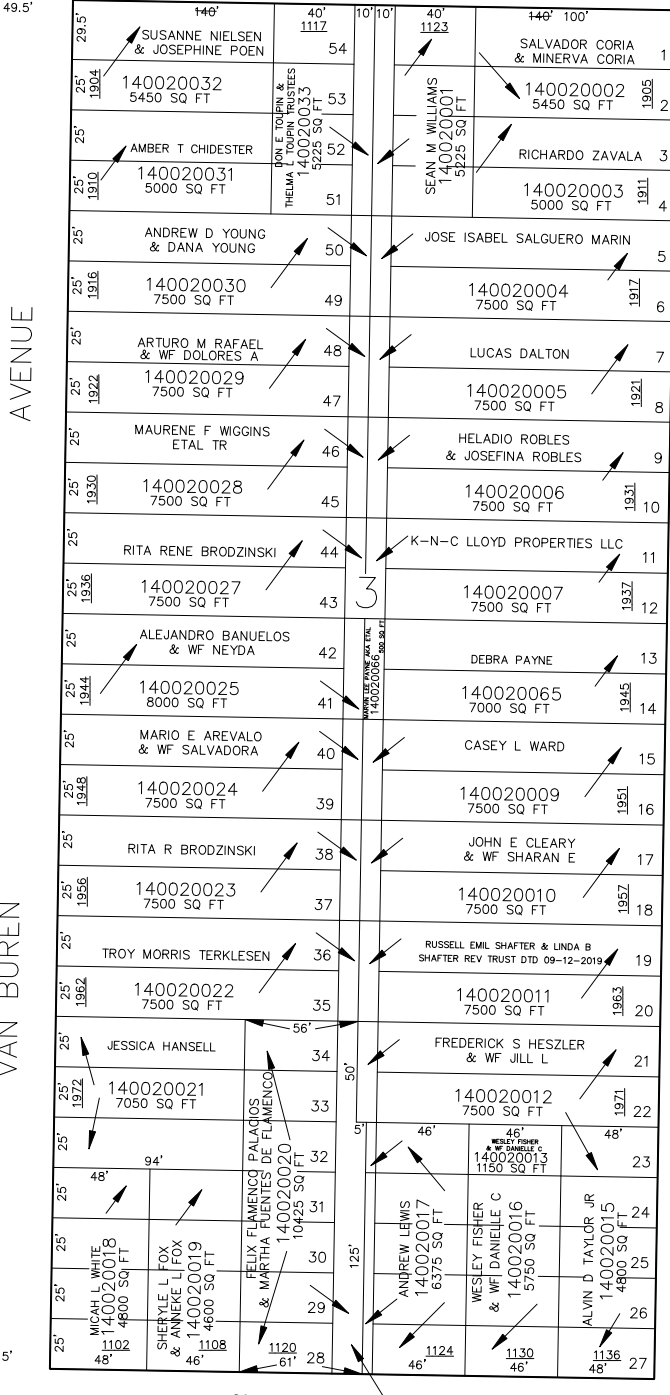 49.5'
140'
40'
10'
10'
40'
140' 100'
29.5'
1117
1123
SUSANNE NIELSEN
& JOSEPHINE POEN
54
SALVADOR CORIA
& MINERVA CORIA
1
25'
1904
140020032
5450 SQ FT
53
DON E TOUPIN &
THELMA L TOUPIN TRUSTEES
140020033
5225 SQ FT
SEAN M WILLIAMS
140020001
5225 SQ FT
140020002
5450 SQ FT
1905
2
25'
AMBER T CHIDESTER
52
RICHARDO ZAVALA
3
25'
1910
140020031
5000 SQ FT
51
140020003
5000 SQ FT
1911
4
25'
ANDREW D YOUNG
& DANA YOUNG
50
JOSE ISABEL SALGUERO MARIN
5
25'
1916
140020030
7500 SQ FT
49
140020004
7500 SQ FT
1917
6
AVENUE
25'
ARTURO M RAFAEL
& WF DOLORES A
48
LUCAS DALTON
7
25'
1922
140020029
7500 SQ FT
47
140020005
7500 SQ FT
1921
8
25'
MAURENE F WIGGINS
ETAL TR
46
HELADIO ROBLES
& JOSEFINA ROBLES
9
25'
1930
140020028
7500 SQ FT
45
140020006
7500 SQ FT
1931
10
25'
RITA RENE BRODZINSKI
44
K-N-C LLOYD PROPERTIES LLC
11
25'
1936
140020027
7500 SQ FT
43
3
140020007
7500 SQ FT
1937
12
25'
ALEJANDRO BANUELOS
& WF NEYDA
42
MARVIN LEE PAYNE AKA ETAL
140020066
500 SQ FT
DEBRA PAYNE
13
25'
1944
140020025
8000 SQ FT
41
140020065
7000 SQ FT
1945
14
25'
MARIO E AREVALO
& WF SALVADORA
40
CASEY L WARD
15
25'
1948
140020024
7500 SQ FT
39
140020009
7500 SQ FT
1951
16
25'
RITA R BRODZINSKI
38
JOHN E CLEARY
& WF SHARAN E
17
25'
1956
140020023
7500 SQ FT
37
140020010
7500 SQ FT
1957
18
VAN BUREN
25'
TROY MORRIS TERKLESEN
36
RUSSELL EMIL SHAFTER & LINDA B
SHAFTER REV TRUST DTD 09-12-2019
19
25'
1962
140020022
7500 SQ FT
35
140020011
7500 SQ FT
1963
20
56'
25'
JESSICA HANSELL
34
FREDERICK S HESZLER
& WF JILL L
21
50'
25'
1972
140020021
7050 SQ FT
33
140020012
7500 SQ FT
1971
22
5'
46'
46'
48'
25'
94'
32
WESLEY FISHER
& WF DANIELLE C
140020013
1150 SQ FT
23
FELIX FLAMENCO PALACIOS
& MARTHA FUENTES DE FLAMENCO
140020020
10425 SQ FT
25'
48'
31
24
MICAH L WHITE
140020018
4800 SQ FT
SHERYLE L FOX
& ANNEKE L FOX
140020019
4600 SQ FT
ANDREW LEWIS
140020017
6375 SQ FT
WESLEY FISHER
& WF DANIELLE C
140020016
5750 SQ FT
ALVIN D TAYLOR JR
140020015
4800 SQ FT
25'
30
125'
25
25'
29
26
5'
25'
1102
48'
1108
46'
1120
61'
28
1124
46'
1130
46'
1136
48'
27